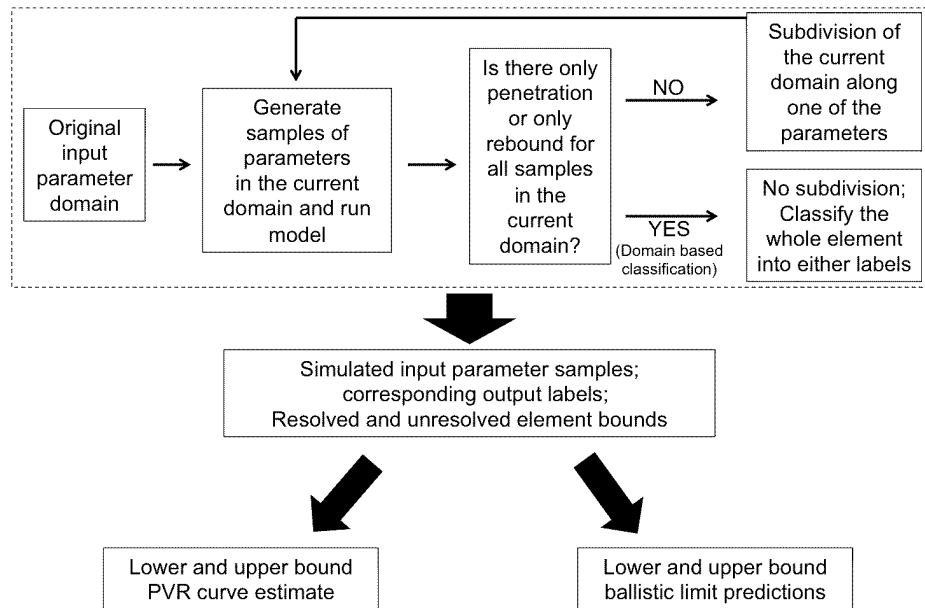 Original
input
parameter
domain
Generate
samples of
parameters
in the current
domain and run
model
Is there only
penetration
or only
rebound for
all samples
in the
current
domain?
NO
Subdivision of
the current
domain along
one of the
parameters
YES
(Domain based
classification)
No subdivision;
Classify the
whole element
into either labels
Simulated input parameter samples;
corresponding output labels;
Resolved and unresolved element bounds
Lower and upper bound
PVR curve estimate
Lower and upper bound
ballistic limit predictions